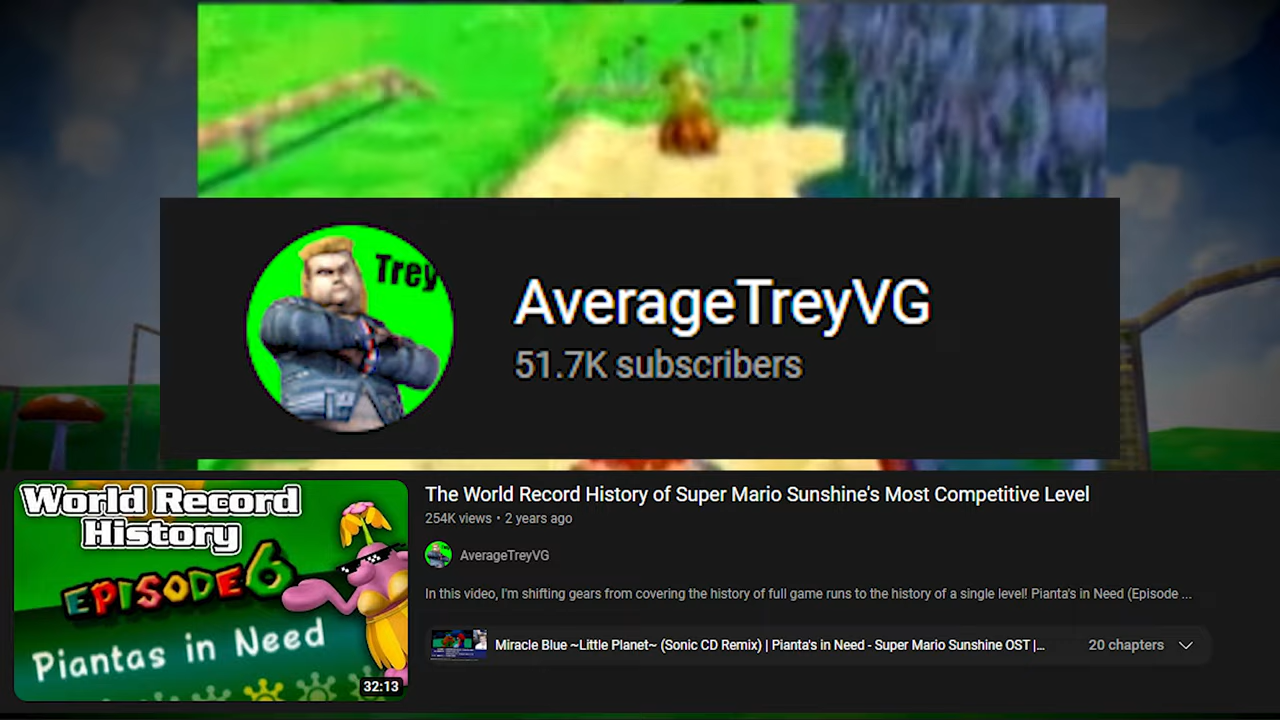 Trey
AverageTreyVG
51.7K subscribers
World Record
History
EPISODE 6
Piantas in Need
32:13
The World Record History of Super Mario Sunshine's Most Competitive Level
254K views • 2 years ago
AverageTreyVG
In this video, I'm shifting gears from covering the history of full game runs to the history of a single level! Pianta's in Need (Episode ...
Miracle Blue ~Little Planet~ (Sonic CD Remix) | Pianta's in Need - Super Mario Sunshine OST |...
20 chapters